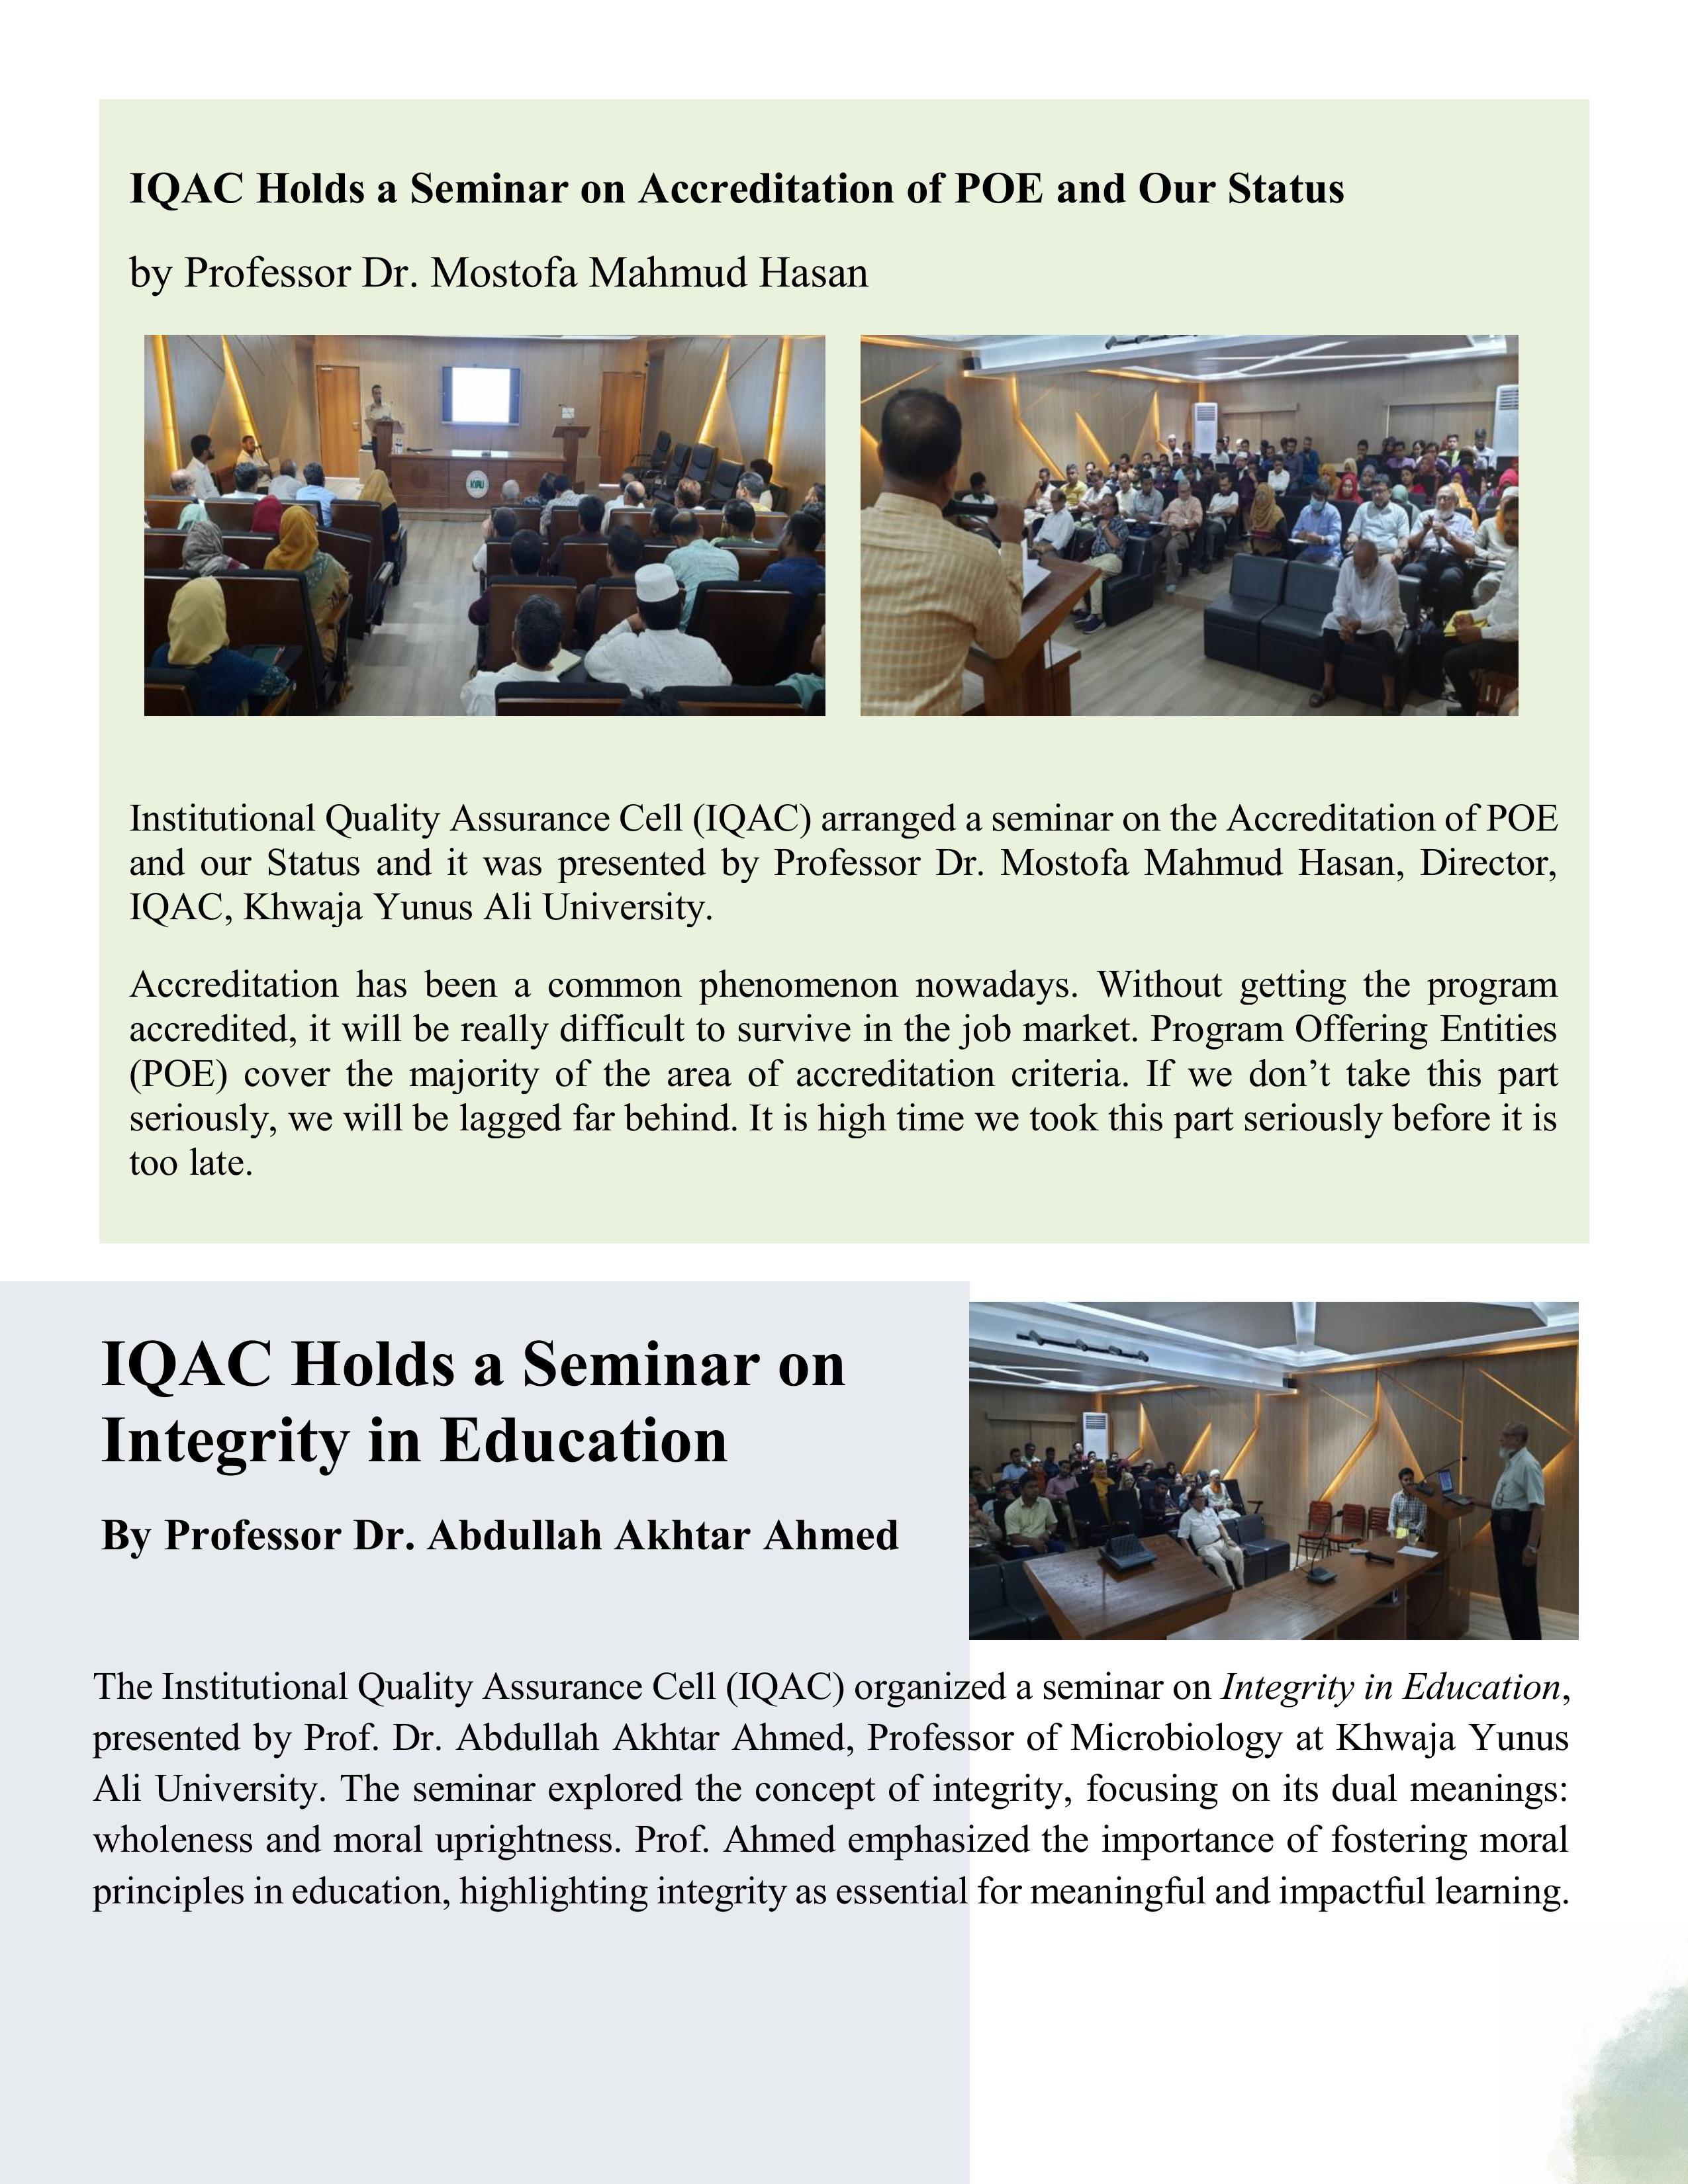 IQAC Holds a Seminar on Accreditation of POE and Our Status
by Professor Dr. Mostofa Mahmud Hasan
KYAU
Institutional Quality Assurance Cell (IQAC) arranged a seminar on the Accreditation of POE
and our Status and it was presented by Professor Dr. Mostofa Mahmud Hasan, Director,
IQAC, Khwaja Yunus Ali University.
Accreditation has been a common phenomenon nowadays. Without getting the program
accredited, it will be really difficult to survive in the job market. Program Offering Entities
(POE) cover the majority of the area of accreditation criteria. If we don’t take this part
seriously, we will be lagged far behind. It is high time we took this part seriously before it is
too late.
IQAC Holds a Seminar on
Integrity in Education
By Professor Dr. Abdullah Akhtar Ahmed
The Institutional Quality Assurance Cell (IQAC) organized a seminar on Integrity in Education,
presented by Prof. Dr. Abdullah Akhtar Ahmed, Professor of Microbiology at Khwaja Yunus
Ali University. The seminar explored the concept of integrity, focusing on its dual meanings:
wholeness and moral uprightness. Prof. Ahmed emphasized the importance of fostering moral
principles in education, highlighting integrity as essential for meaningful and impactful learning.